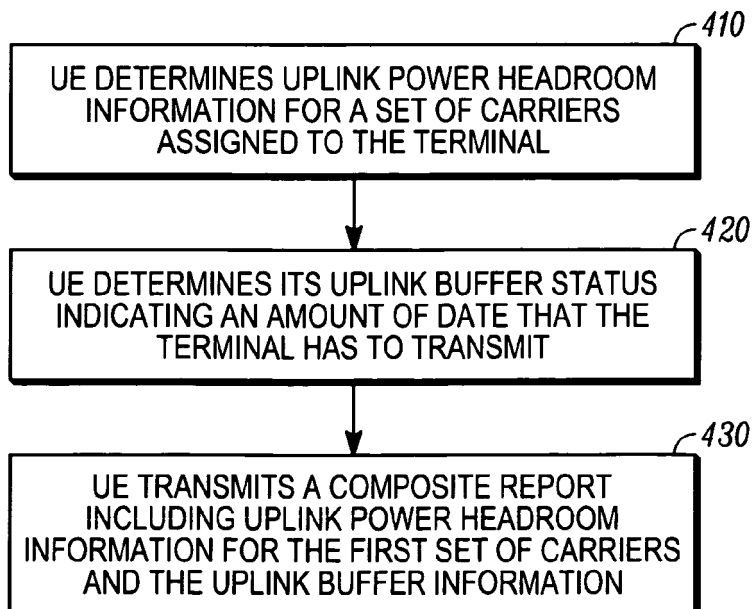 410
UE DETERMINES UPLINK POWER HEADROOM
INFORMATION FOR A SET OF CARRIERS
ASSIGNED TO THE TERMINAL
420
UE DETERMINES ITS UPLINK BUFFER STATUS
INDICATING AN AMOUNT OF DATE THAT THE
TERMINAL HAS TO TRANSMIT
430
UE TRANSMITS A COMPOSITE REPORT
INCLUDING UPLINK POWER HEADROOM
INFORMATION FOR THE FIRST SET OF CARRIERS
AND THE UPLINK BUFFER INFORMATION